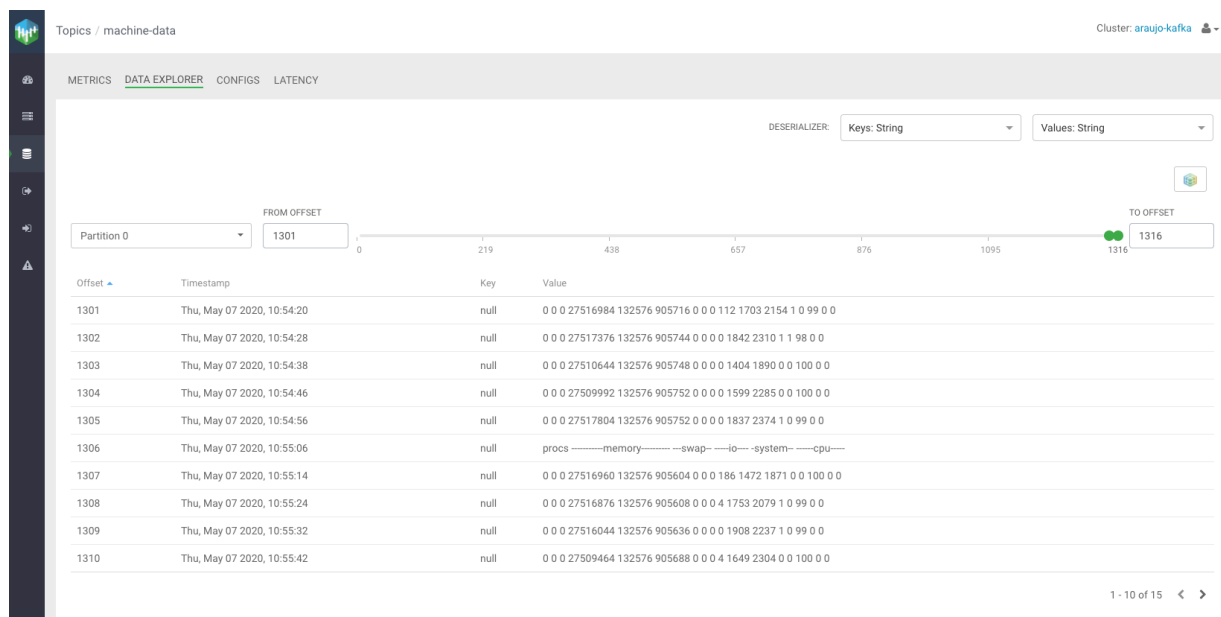 Topics / machine-data
Cluster: araujo-kafka
METRICS DATA EXPLORER CONFIGS LATENCY
DESERIALIZER: Keys: String Values: String
FROM OFFSET TO OFFSET
Partition 0 1301 1316
0 219 438 657 876 1095 1316
Offset Timestamp Key Value
1301 Thu, May 07 2020, 10:54:20 null 0 0 0 27516984 132576 905716 0 0 0 112 1703 2154 1 0 99 0 0
1302 Thu, May 07 2020, 10:54:28 null 0 0 0 27517376 132576 905744 0 0 0 0 1842 2310 1 1 98 0 0
1303 Thu, May 07 2020, 10:54:38 null 0 0 0 27510644 132576 905748 0 0 0 0 1404 1890 0 0 100 0 0
1304 Thu, May 07 2020, 10:54:46 null 0 0 0 27509992 132576 905752 0 0 0 0 1599 2285 0 0 100 0 0
1305 Thu, May 07 2020, 10:54:56 null 0 0 0 27517804 132576 905752 0 0 0 0 1837 2374 1 0 99 0 0
1306 Thu, May 07 2020, 10:55:06 null procs -----------memory---------- ---swap-- -----io---- -system-- ------cpu-----
1307 Thu, May 07 2020, 10:55:14 null 0 0 0 27516960 132576 905604 0 0 0 186 1472 1871 0 0 100 0 0
1308 Thu, May 07 2020, 10:55:24 null 0 0 0 27516876 132576 905608 0 0 0 4 1753 2079 1 0 99 0 0
1309 Thu, May 07 2020, 10:55:32 null 0 0 0 27516044 132576 905636 0 0 0 0 1908 2237 1 0 99 0 0
1310 Thu, May 07 2020, 10:55:42 null 0 0 0 27509464 132576 905688 0 0 0 4 1649 2304 0 0 100 0 0
1 - 10 of 15